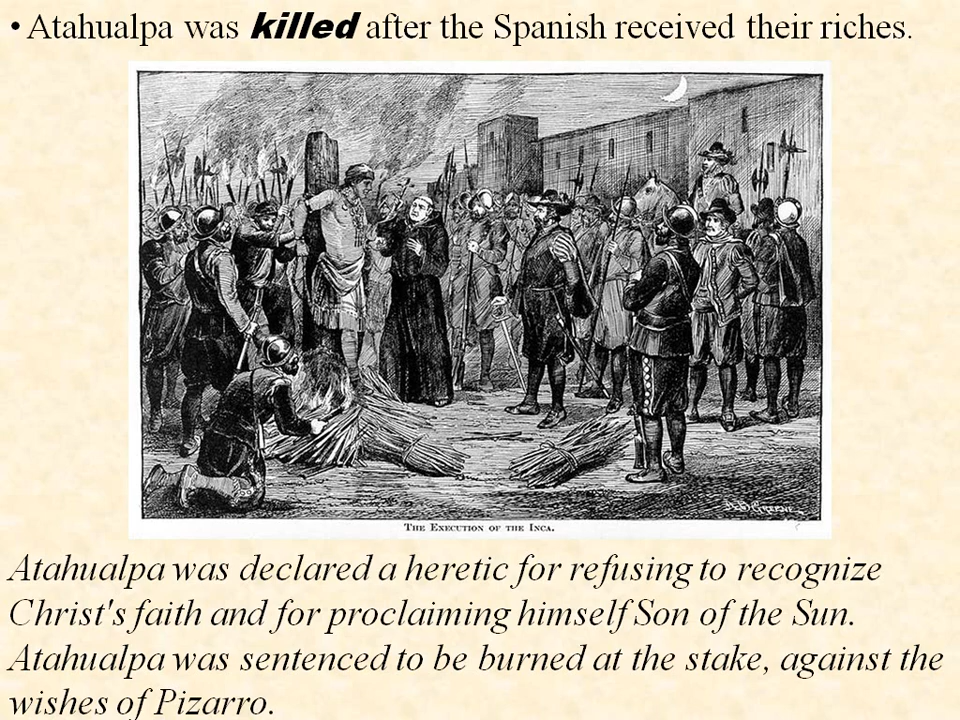 • Atahualpa was killed after the Spanish received their riches.
The Execution of the Inca.
Atahualpa was declared a heretic for refusing to recognize
Christ's faith and for proclaiming himself Son of the Sun.
Atahualpa was sentenced to be burned at the stake, against the
wishes of Pizarro.